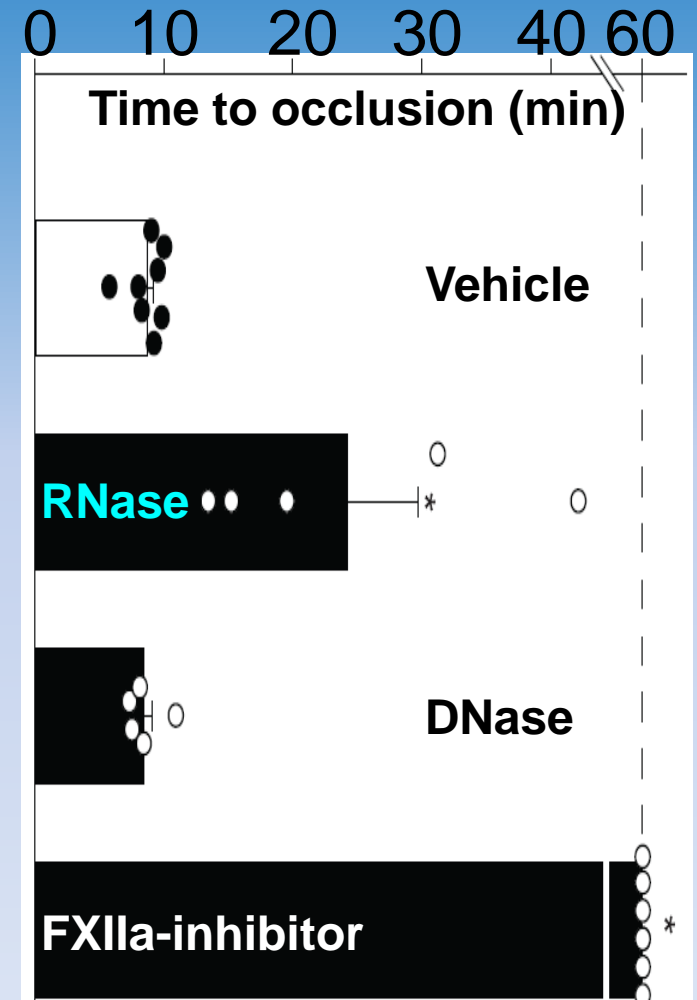 0 10 20 30 40 60
Time to occlusion (min)
Vehicle
RNase
*
DNase
FXIIa-inhibitor
*